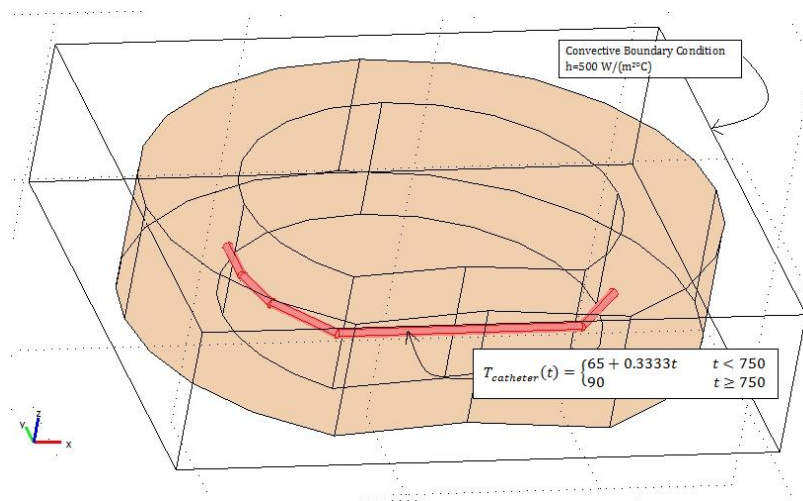 Convective Boundary Condition
h=500 W/(m²°C)
T_catheter(t) = {65 + 0.3333t t < 750
90 t ≥ 750
y z x